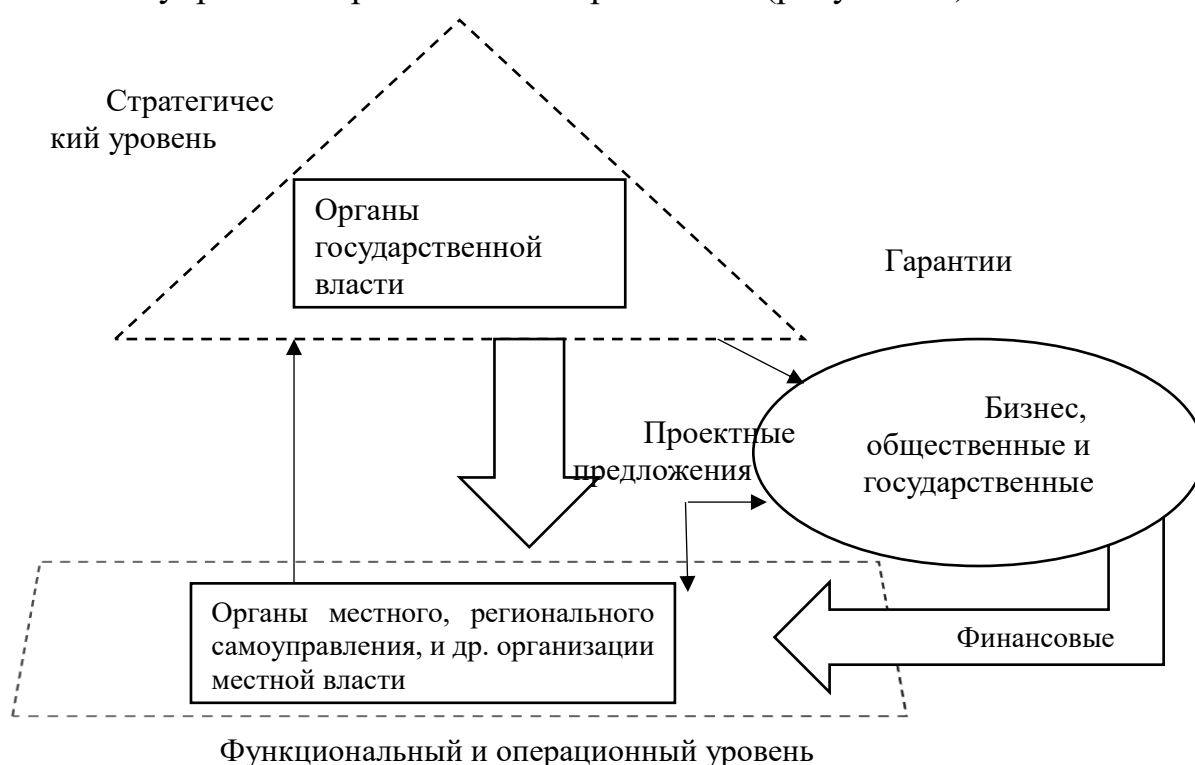 Стратегичес
кий уровень
Органы
государственной
власти
Гарантии
Бизнес,
общественные и
государственные
Проектные
предложения
Органы местного, регионального
самоуправления, и др. организации
местной власти
Финансовые
Функциональный и операционный уровень